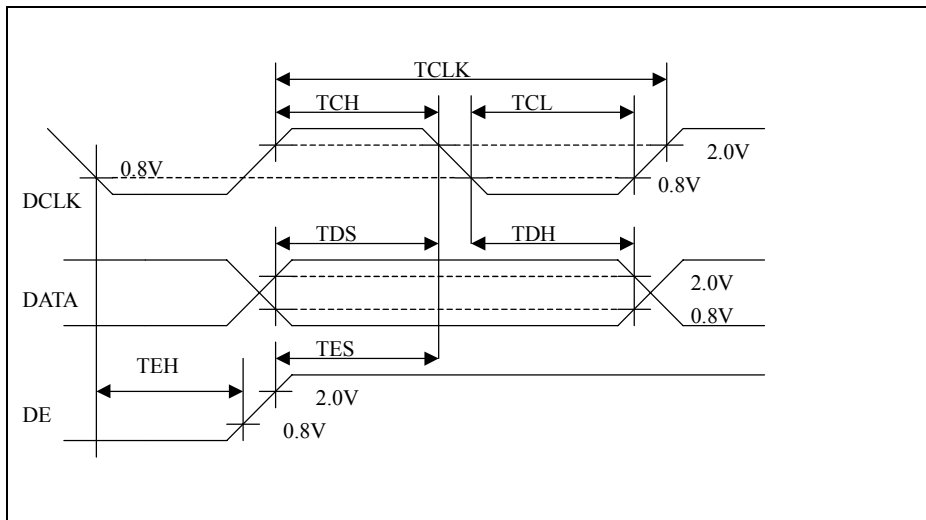 TCLK
TCH
TCL
0.8V
2.0V
0.8V
DCLK
TDS
TDH
2.0V
DATA
0.8V
TES
TEH
2.0V
DE
0.8V